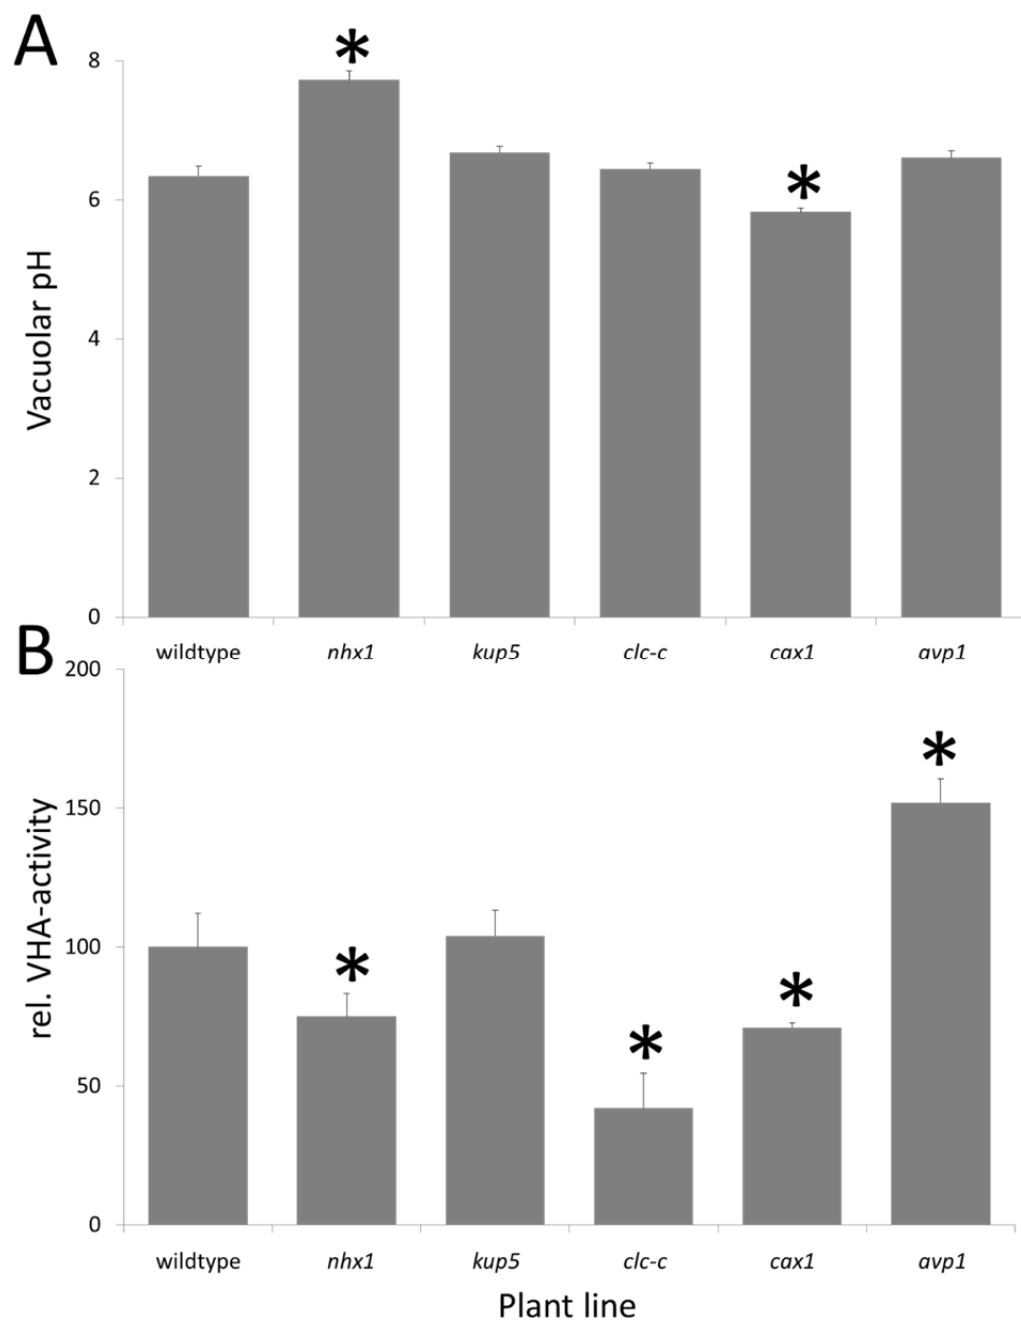 A
*
8
*
6
Vacuolar pH
4
2
0
wildtype nhx1 kup5 clc-c cax1 avp1
B
200
*
150
rel. VHA-activity
100
*
*
*
50
0
wildtype nhx1 kup5 clc-c cax1 avp1
Plant line